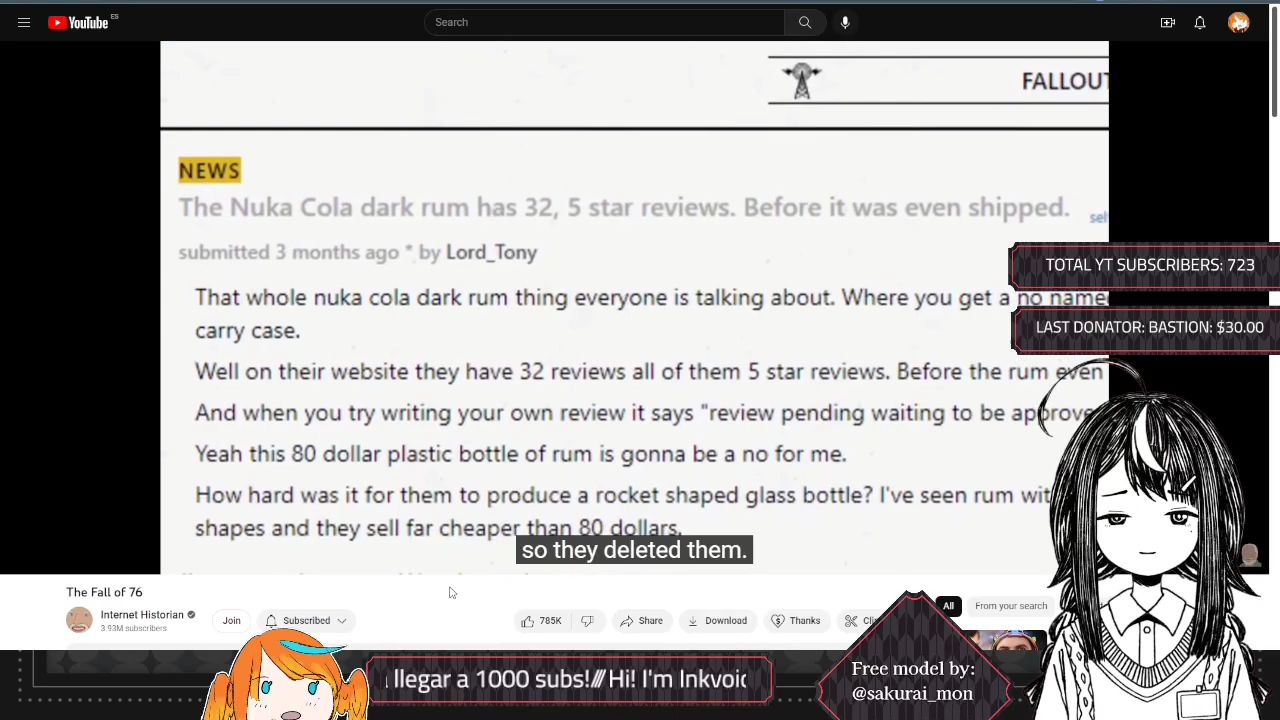 YouTube ES
Search
FALLOUT
NEWS
The Nuka Cola dark rum has 32, 5 star reviews. Before it was even shipped.
submitted 3 months ago * by Lord_Tony
That whole nuka cola dark rum thing everyone is talking about. Where you get a no name
carry case.
Well on their website they have 32 reviews all of them 5 star reviews. Before the rum even
And when you try writing your own review it says "review pending waiting to be approve
Yeah this 80 dollar plastic bottle of rum is gonna be a no for me.
How hard was it for them to produce a rocket shaped glass bottle? I've seen rum wit
shapes and they sell far cheaper than 80 dollars.
so they deleted them.
TOTAL YT SUBSCRIBERS: 723
LAST DONATOR: BASTION: $30.00
The Fall of 76
Internet Historian
3.93M subscribers
Join
Subscribed
785K
Share
Download
Thanks
All
From your search
llegar a 1000 subs!///Hi! I'm Inkvoid
Free model by:
@sakurai_mon